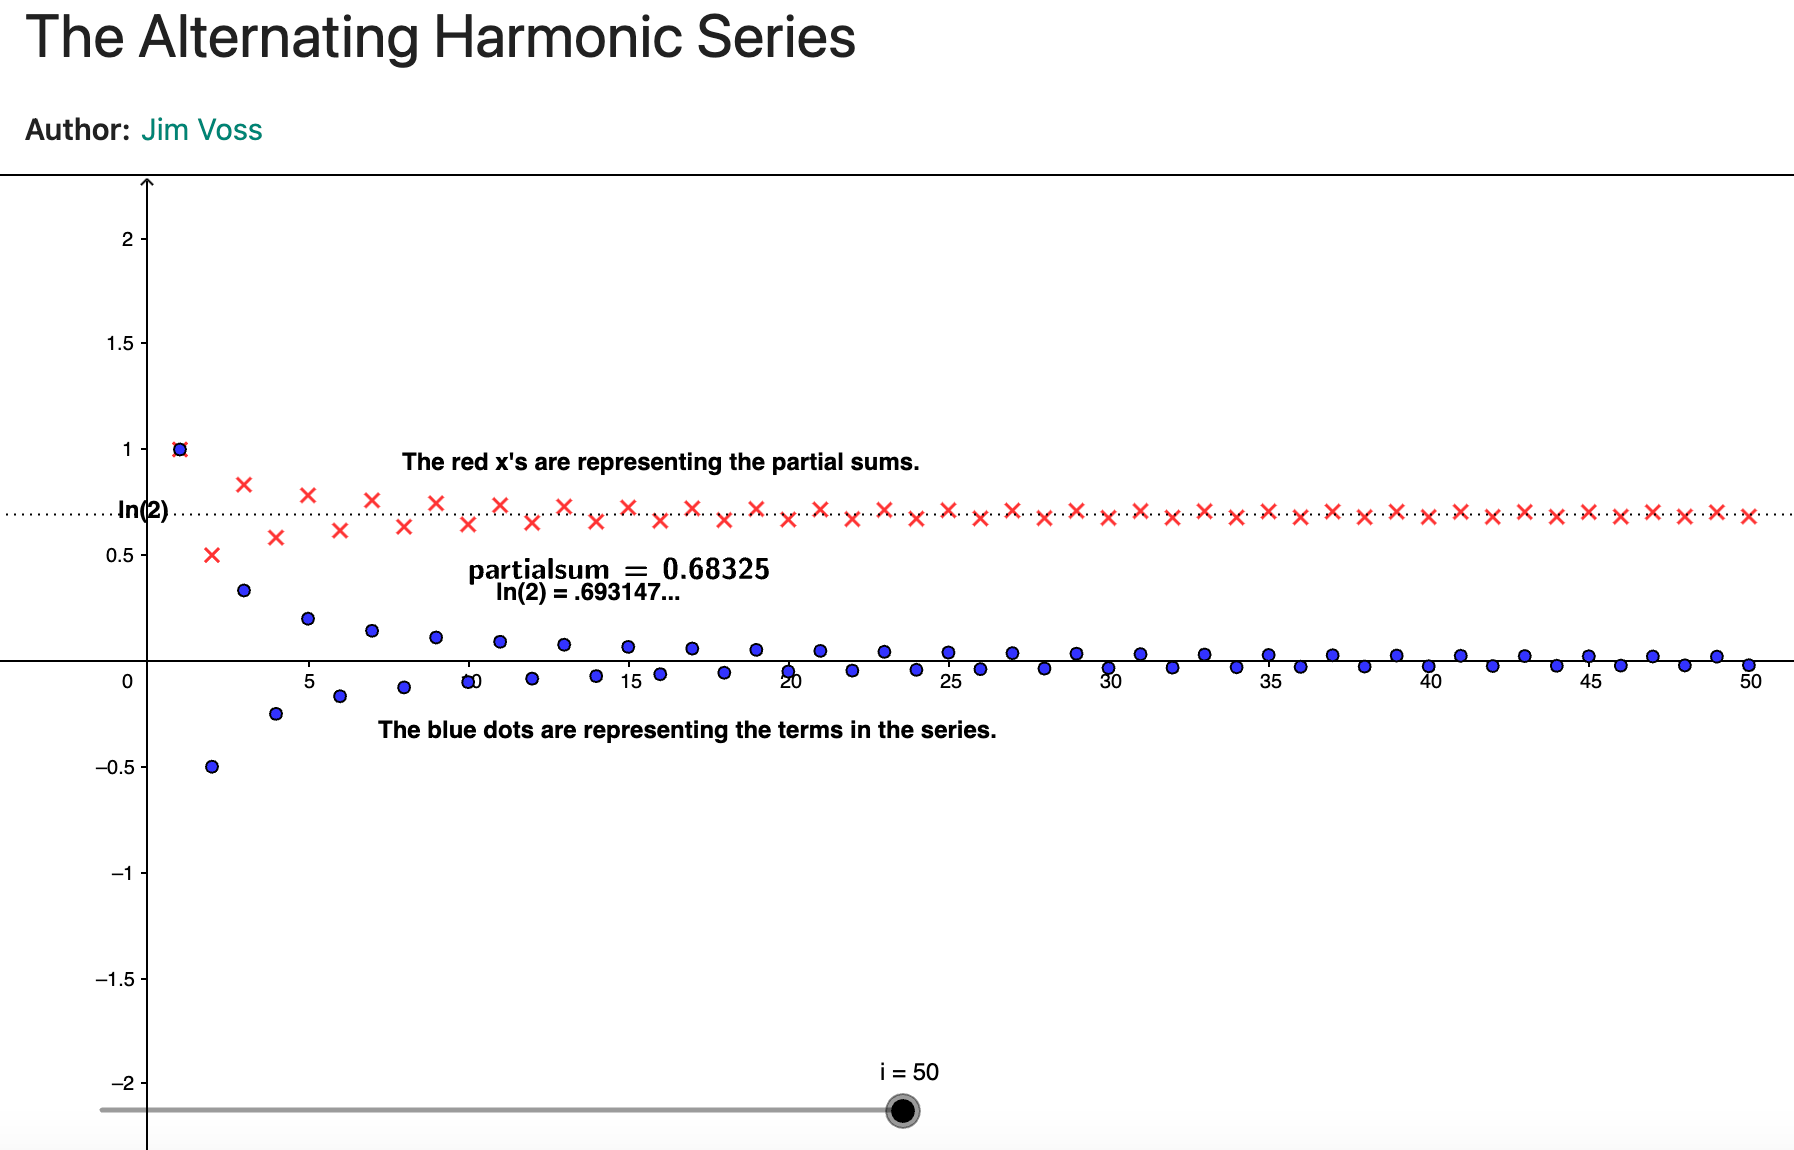 The Alternating Harmonic Series
Author: Jim Voss
2
1.5
1
The red x's are representing the partial sums.
ln(2)
0.5
partialsum = 0.68325
ln(2) = .693147...
0 5 10 15 20 25 30 35 40 45 50
The blue dots are representing the terms in the series.
−0.5
−1
−1.5
i = 50
−2